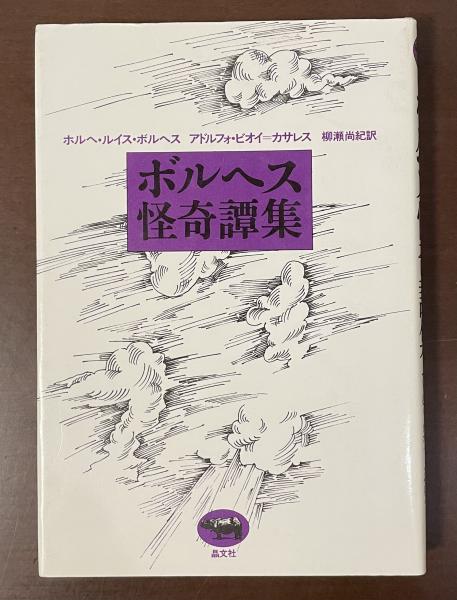 ホルヘ・ルイス・ボルヘス アドルフォ・ビオイ=カサレス 柳瀬尚紀訳
ボルヘス
怪奇譚集
晶文社